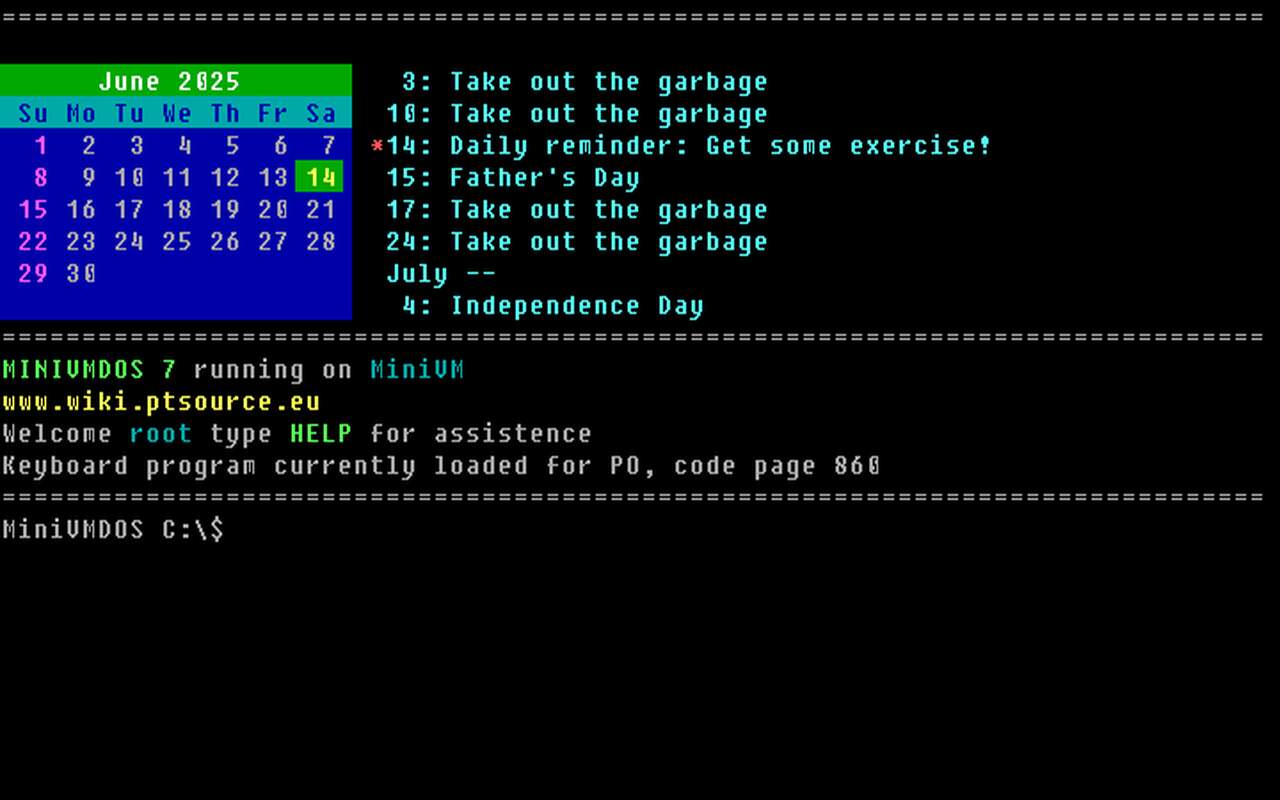 ===============================================================================
June 2025
Su Mo Tu We Th Fr Sa
1 2 3 4 5 6 7
8 9 10 11 12 13 14
15 16 17 18 19 20 21
22 23 24 25 26 27 28
29 30
3: Take out the garbage
10: Take out the garbage
*14: Daily reminder: Get some exercise!
15: Father's Day
17: Take out the garbage
24: Take out the garbage
July --
4: Independence Day
===============================================================================
MINIVMDOS 7 running on MiniVM
www.wiki.ptsource.eu
Welcome root type HELP for assistence
Keyboard program currently loaded for PO, code page 860
===============================================================================
MiniVMDOS C:\$